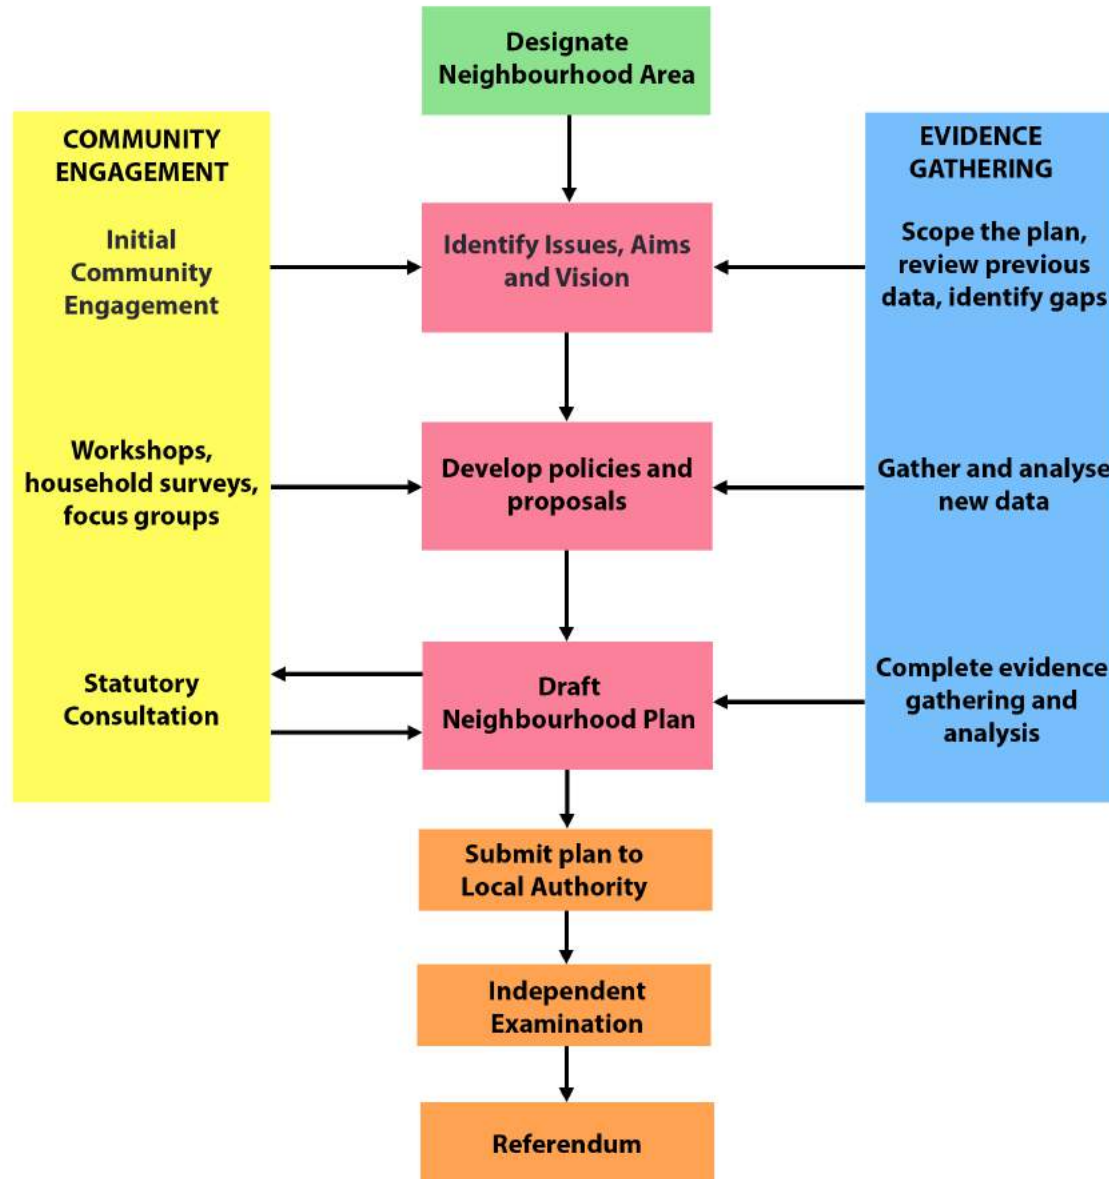 Designate
Neighbourhood Area
COMMUNITY
ENGAGEMENT
EVIDENCE
GATHERING
Initial
Community
Engagement
Identify Issues, Aims
and Vision
Scope the plan,
review previous
data, identify gaps
Workshops,
household surveys,
focus groups
Develop policies and
proposals
Gather and analyse
new data
Statutory
Consultation
Draft
Neighbourhood Plan
Complete evidence
gathering and
analysis
Submit plan to
Local Authority
Independent
Examination
Referendum